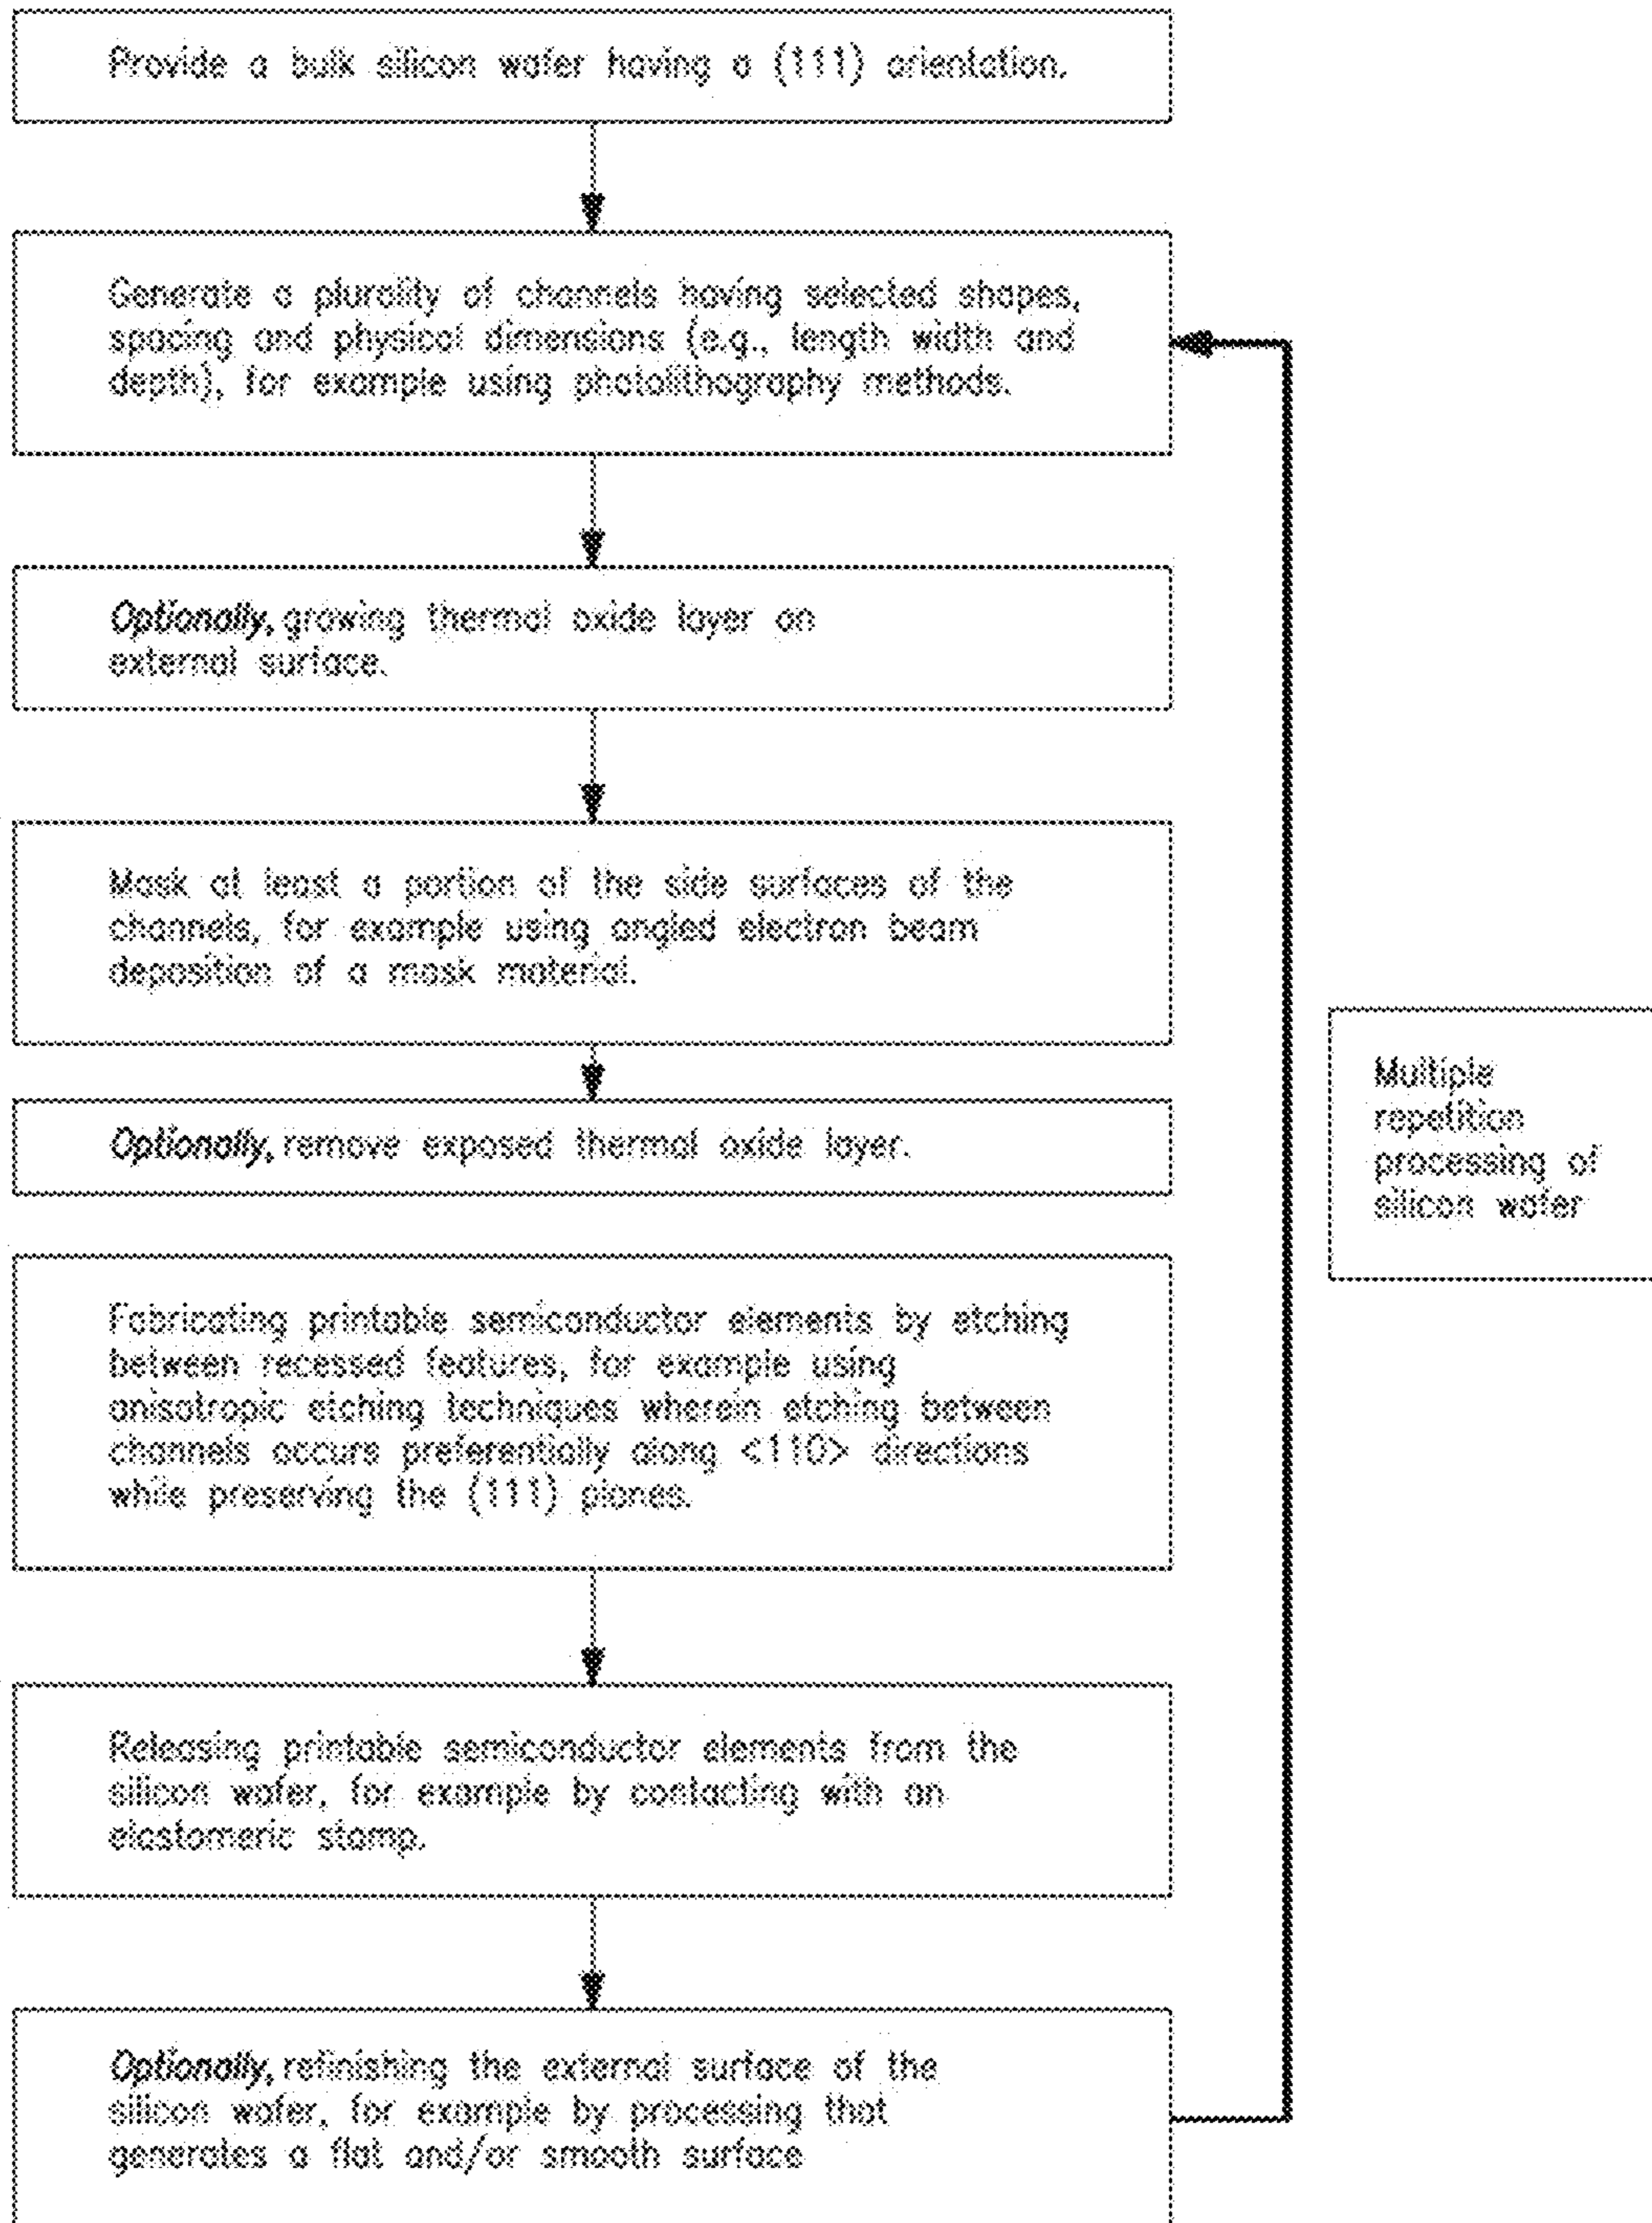 Provide a bulk silicon wafer having a (111) orientation.
Generate a plurality of channels having selected shapes,
spacing and physical dimensions (e.g., length width and
depth), for example using photolithography methods.
Optionally, growing thermal oxide layer on
external surface.
Mask at least a portion of the side surfaces of the
channels, for example using angled electron beam
deposition of a mask material.
Optionally, remove exposed thermal oxide layer.
Fabricating printable semiconductor elements by etching
between recessed features, for example using
anisotropic etching techniques wherein etching between
channels occurs preferentially along <110> directions
while preserving the (111) planes.
Releasing printable semiconductor elements from the
silicon wafer, for example by contacting with an
elastomeric stamp.
Optionally, refinishing the external surface of the
silicon wafer, for example by processing that
generates a flat and/or smooth surface
Multiple
repetition
processing of
silicon wafer